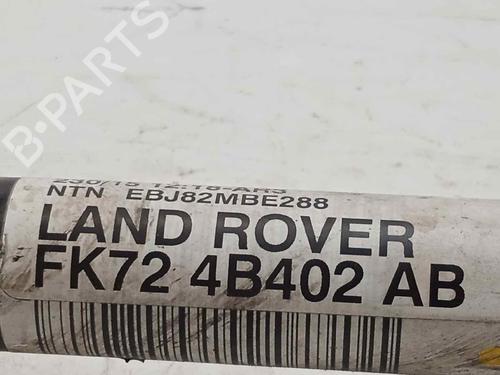 B-PARTS
NTN EBJ82MBE288
LAND ROVER
FK72 4B402 AB